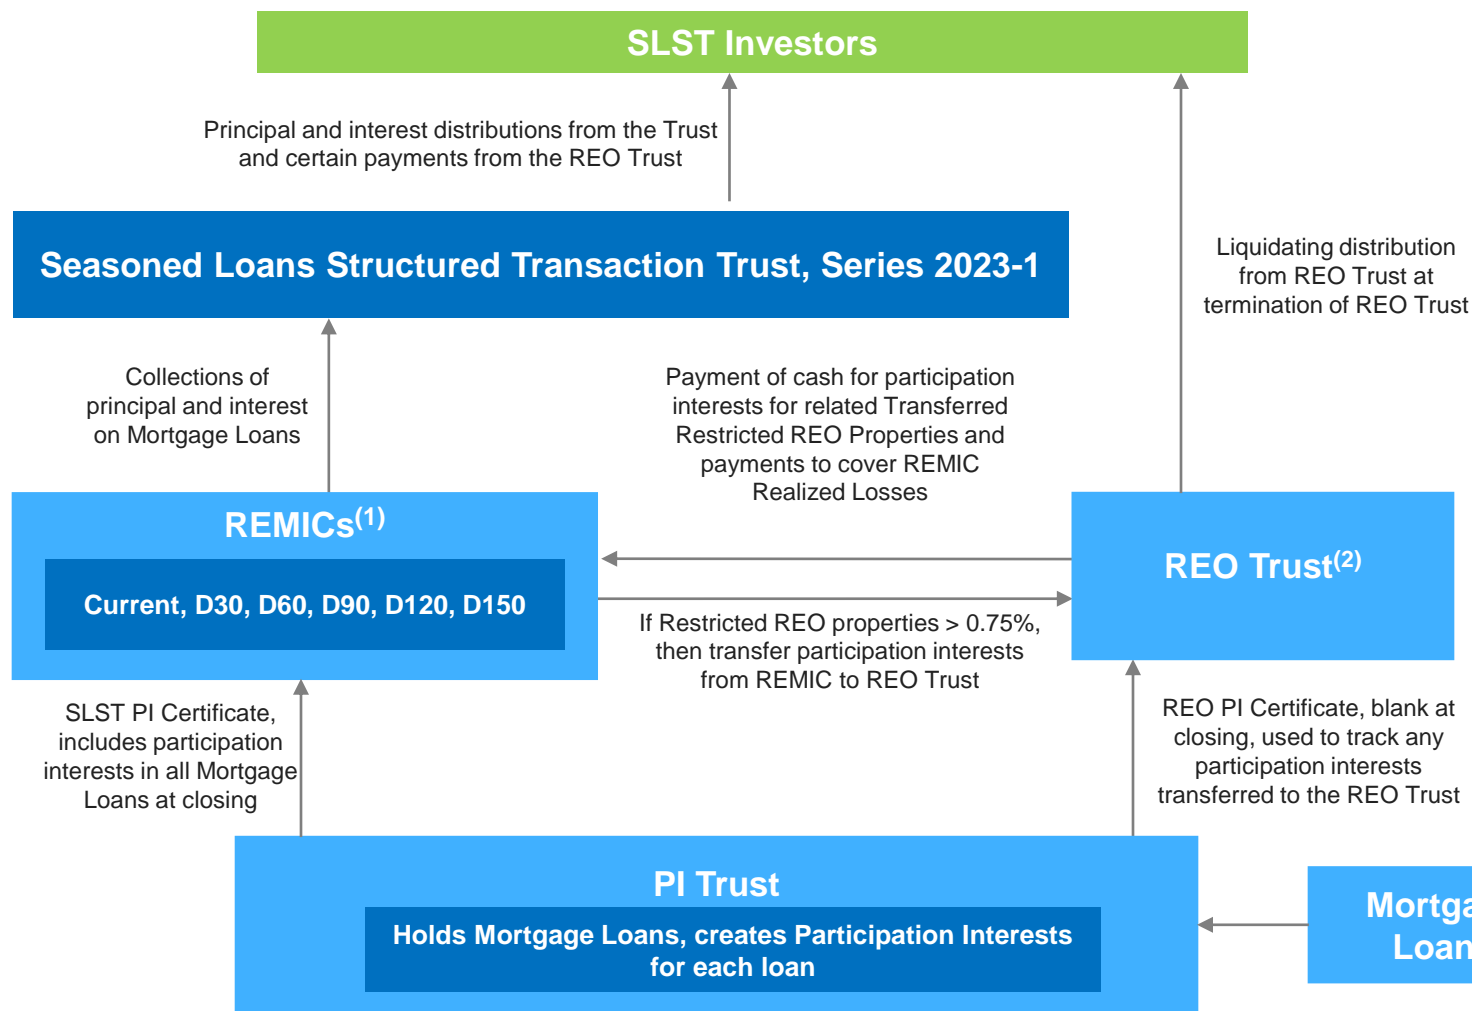 SLST Investors
Principal and interest distributions from the Trust
and certain payments from the REO Trust
Seasoned Loans Structured Transaction Trust, Series 2023-1
Liquidating distribution
from REO Trust at
termination of REO Trust
Collections of
principal and interest
on Mortgage Loans
Payment of cash for participation
interests for related Transferred
Restricted REO Properties and
payments to cover REMIC
Realized Losses
REMICs(1)
Current, D30, D60, D90, D120, D150
REO Trust(2)
If Restricted REO properties > 0.75%,
then transfer participation interests
from REMIC to REO Trust
SLST PI Certificate,
includes participation
interests in all Mortgage
Loans at closing
REO PI Certificate, blank at
closing, used to track any
participation interests
transferred to the REO Trust
PI Trust
Holds Mortgage Loans, creates Participation Interests
for each loan